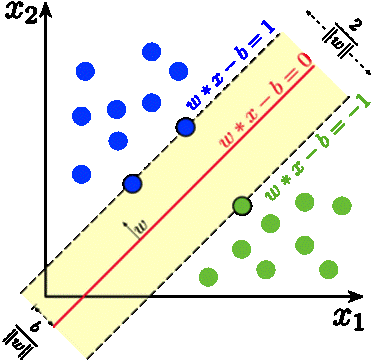 x₂
2
‖w‖
w * x − b = 1
w * x − b = 0
w * x − b = −1
w
x₁
b
‖w‖